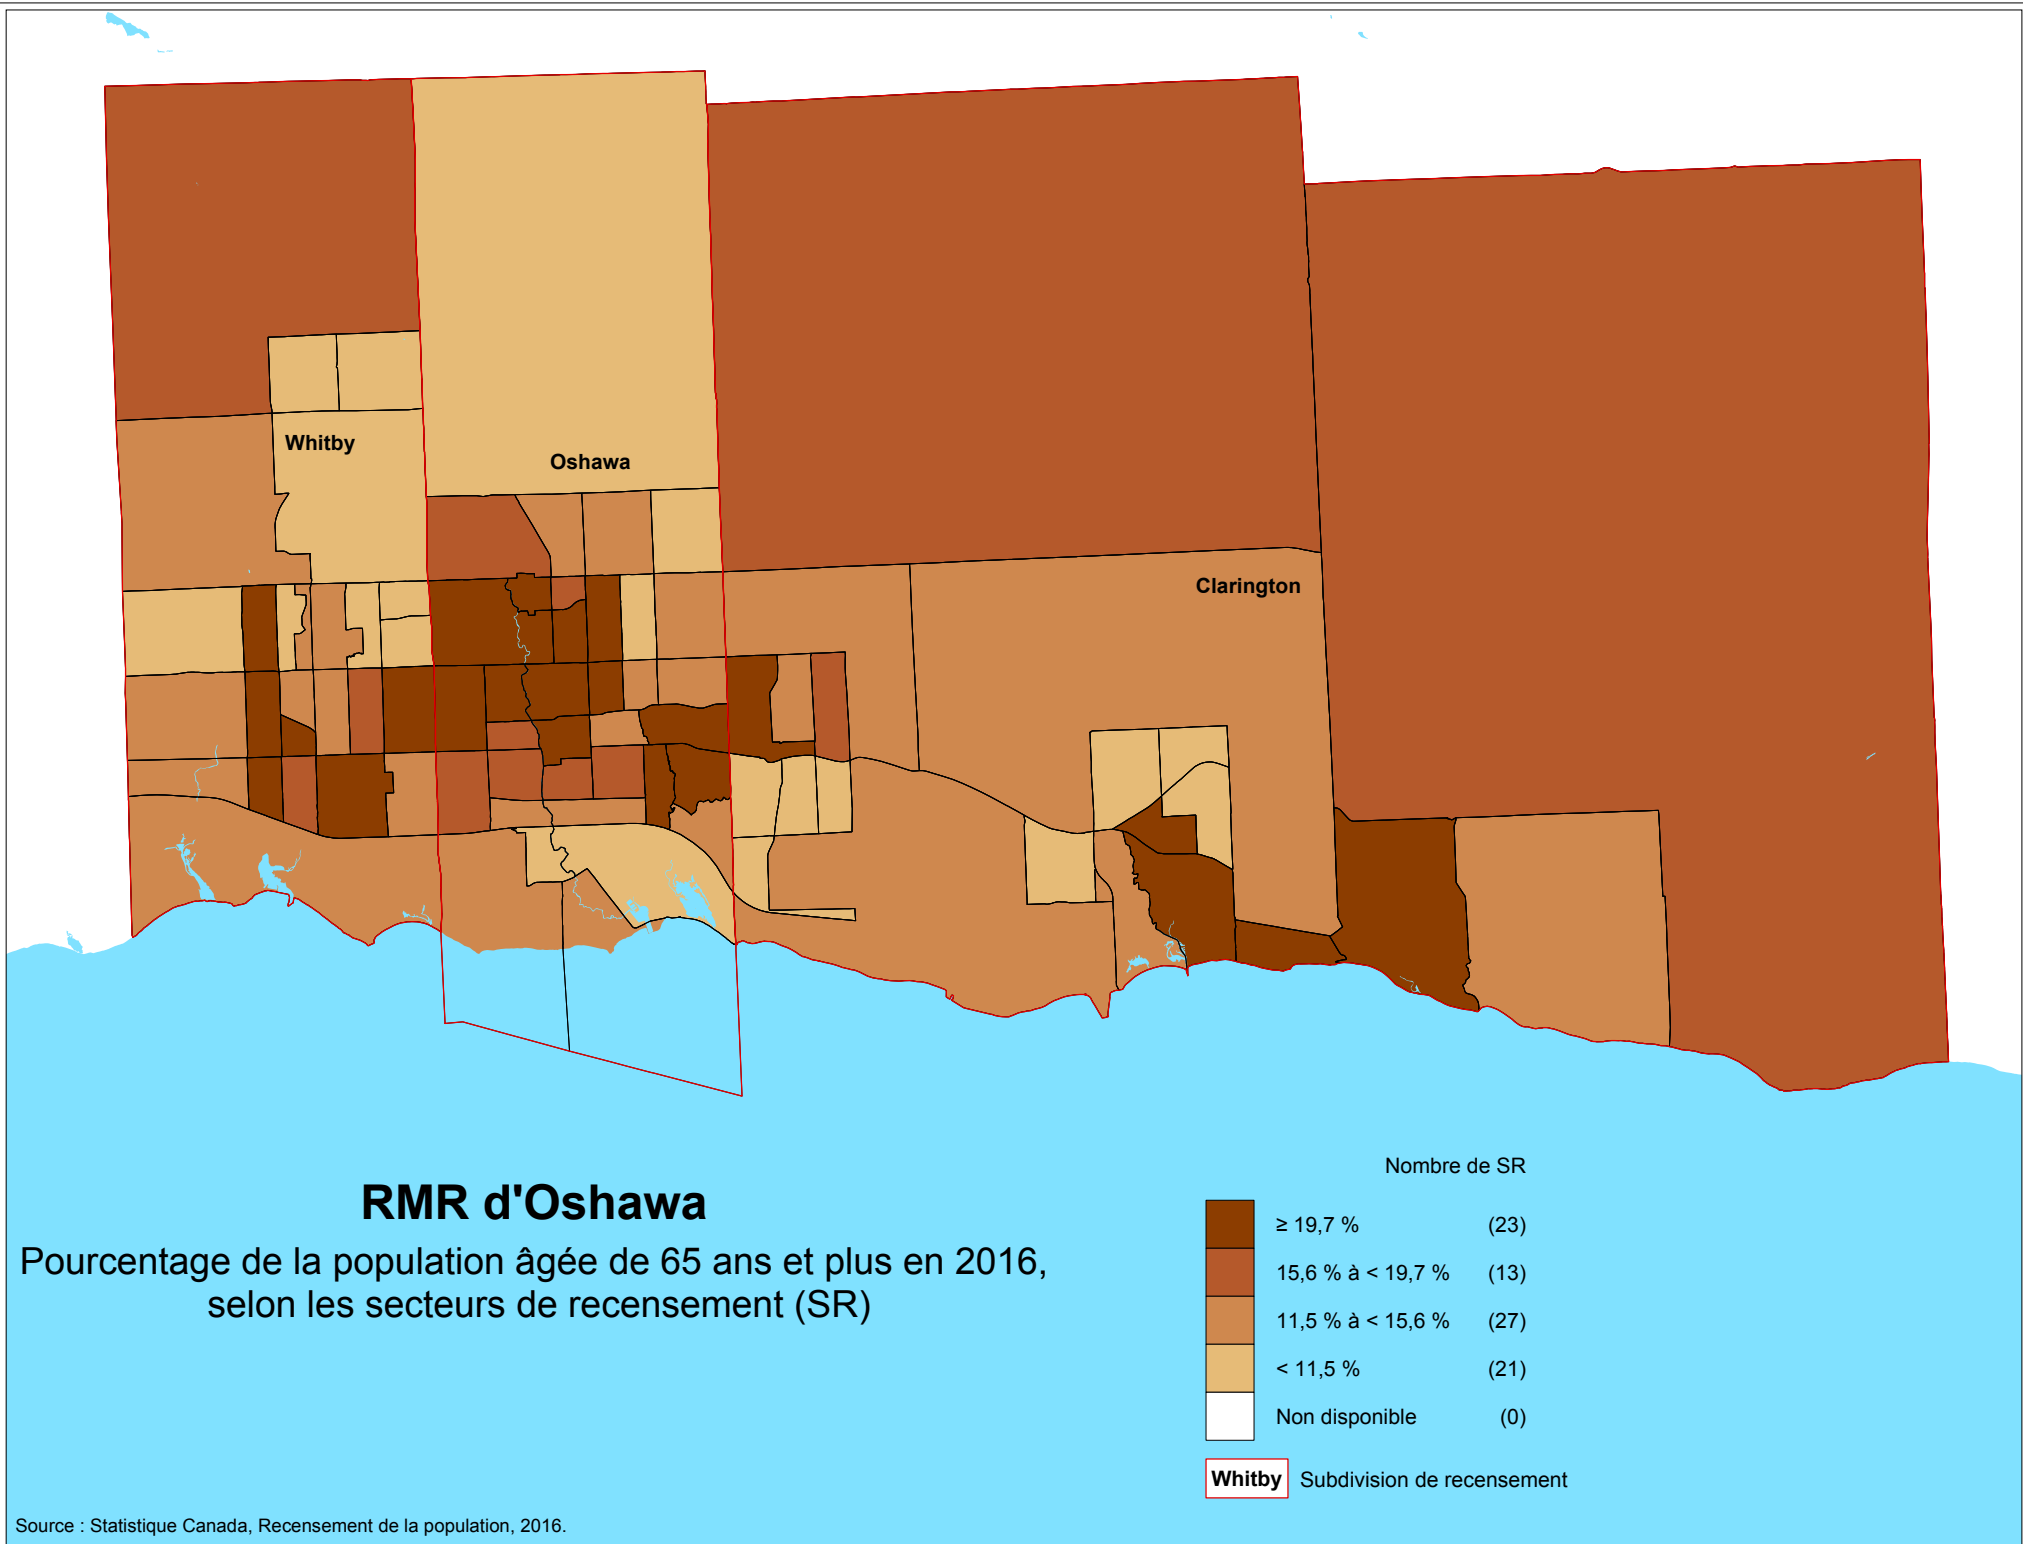 Whitby
Oshawa
Clarington
RMR d'Oshawa
Pourcentage de la population âgée de 65 ans et plus en 2016,
selon les secteurs de recensement (SR)
Nombre de SR
≥ 19,7 % (23)
15,6 % à < 19,7 % (13)
11,5 % à < 15,6 % (27)
< 11,5 % (21)
Non disponible (0)
Whitby Subdivision de recensement
Source : Statistique Canada, Recensement de la population, 2016.